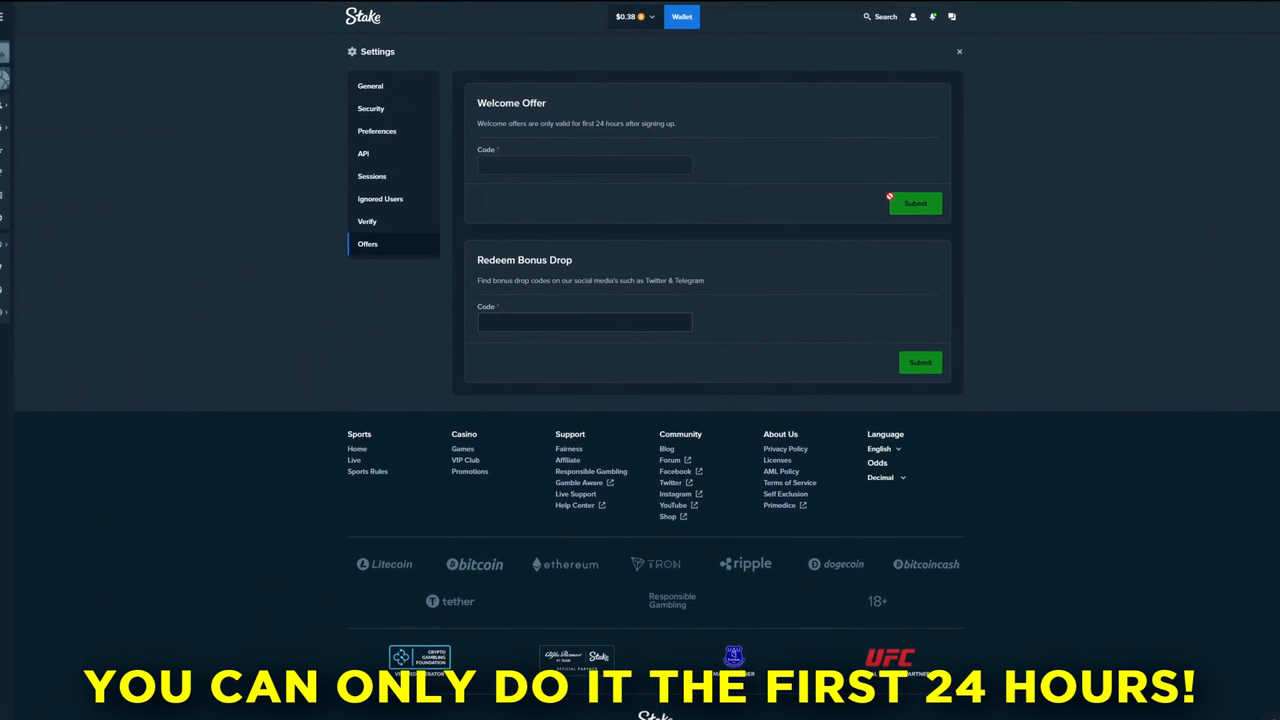 Stake
$0.38
Wallet
Search
Settings
General
Security
Preferences
API
Sessions
Ignored Users
Verify
Offers
Welcome Offer
Welcome offers are only valid for first 24 hours after signing up.
Code *
Submit
Redeem Bonus Drop
Find bonus drop codes on our social media's such as Twitter & Telegram
Code *
Submit
Sports
Home
Live
Sports Rules
Casino
Games
VIP Club
Promotions
Support
Fairness
Affiliate
Responsible Gambling
Gamble Aware
Live Support
Help Center
Community
Blog
Forum
Facebook
Twitter
Instagram
YouTube
Shop
About Us
Privacy Policy
Licenses
AML Policy
Terms of Service
Self Exclusion
Primedice
Language
English
Odds
Decimal
Litecoin
bitcoin
ethereum
TRON
ripple
dogecoin
bitcoincash
tether
Responsible
Gambling
18+
CRYPTO
GAMBLING
FOUNDATION
Alfa Romeo
Stake
UFC
YOU CAN ONLY DO IT THE FIRST 24 HOURS!
Stake